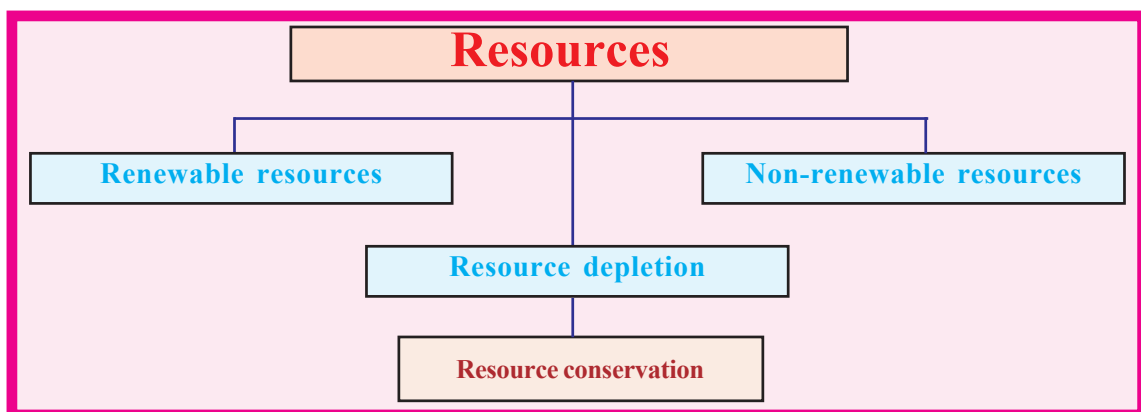 Resources
Renewable resources
Non-renewable resources
Resource depletion
Resource conservation